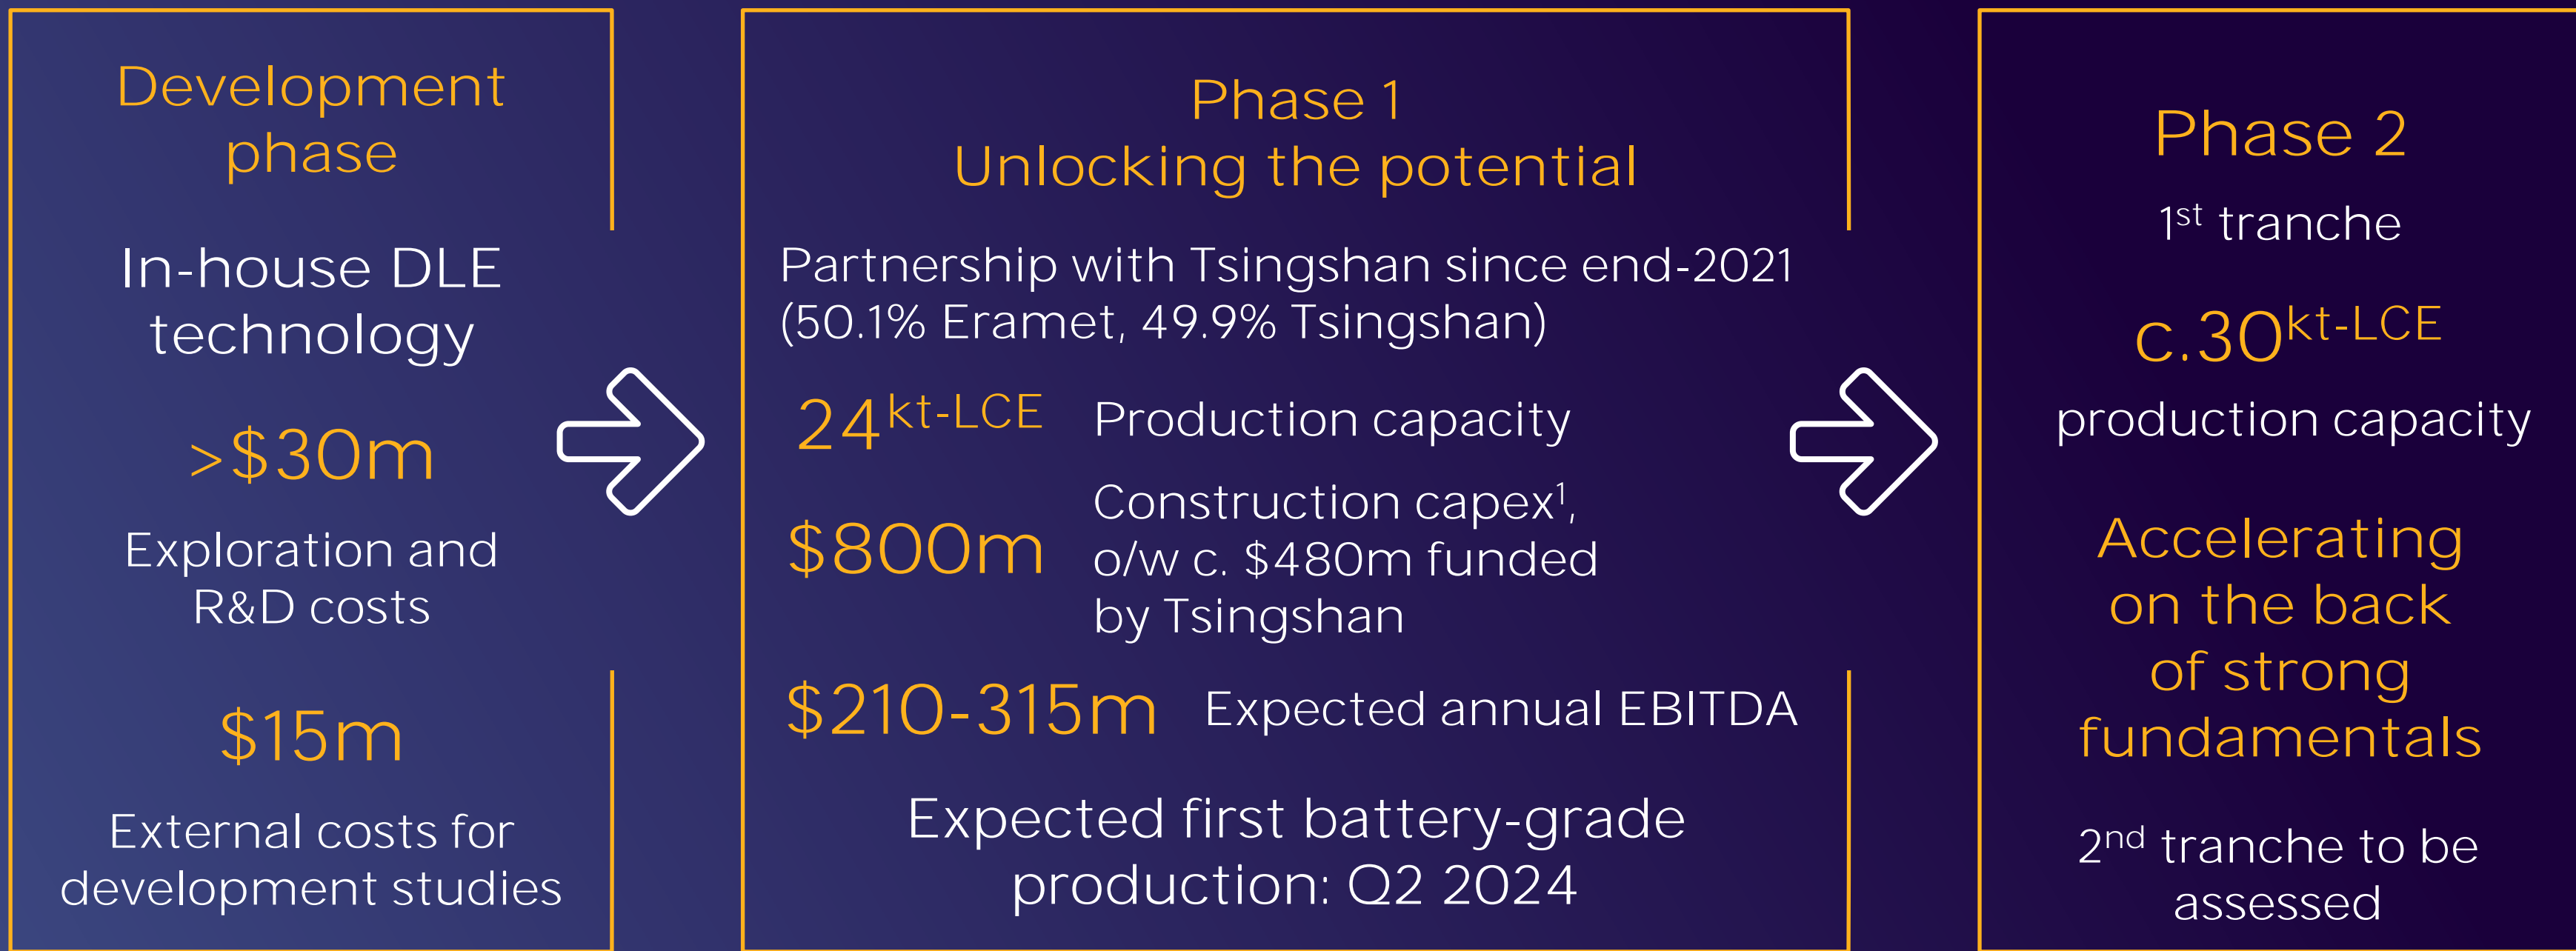 Development
phase
In-house DLE
technology
>$30m
Exploration and
R&D costs
$15m
External costs for
development studies
Phase 1
Unlocking the potential
Partnership with Tsingshan since end-2021
(50.1% Eramet, 49.9% Tsingshan)
24 kt-LCE Production capacity
$800m Construction capex¹,
o/w c. $480m funded
by Tsingshan
$210-315m Expected annual EBITDA
Expected first battery-grade
production: Q2 2024
Phase 2
1st tranche
c.30kt-LCE
production capacity
Accelerating
on the back
of strong
fundamentals
2nd tranche to be
assessed